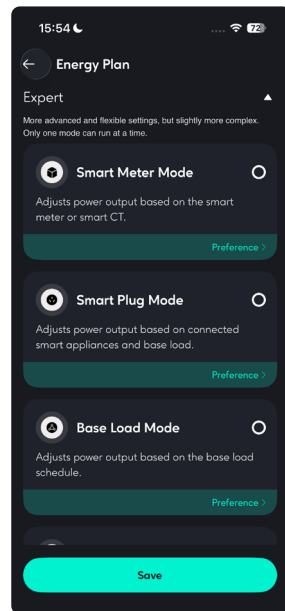 15:54
72
Energy Plan
Expert
More advanced and flexible settings, but slightly more complex.
Only one mode can run at a time.
Smart Meter Mode
Adjusts power output based on the smart
meter or smart CT.
Preference >
Smart Plug Mode
Adjusts power output based on connected
smart appliances and base load.
Preference >
Base Load Mode
Adjusts power output based on the base load
schedule.
Preference >
Save